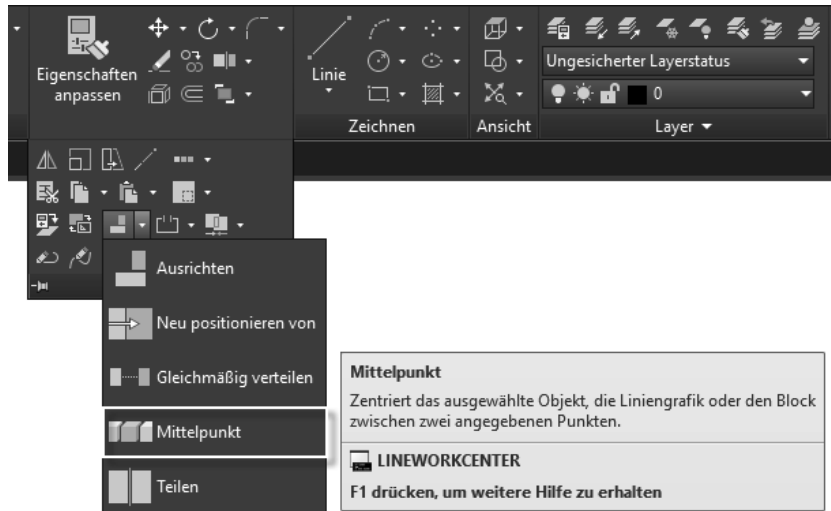 Eigenschaften
anpassen
Linie
Ungesicherter Layerstatus
0
Zeichnen
Ansicht
Layer
Ausrichten
Neu positionieren von
Gleichmäßig verteilen
Mittelpunkt
Teilen
Mittelpunkt
Zentriert das ausgewählte Objekt, die Liniengrafik oder den Block
zwischen zwei angegebenen Punkten.
LINEWORKCENTER
F1 drücken, um weitere Hilfe zu erhalten